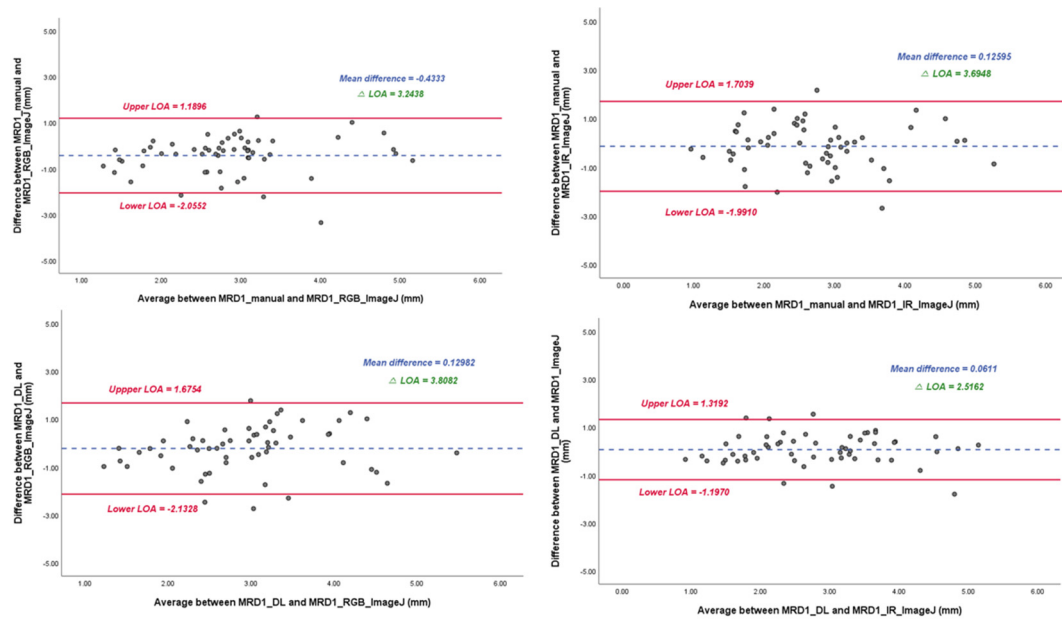 Difference between MRD1_manual and
MRD1_RGB_ImageJ (mm)
5.00
3.00
1.00
-1.00
-3.00
-5.00
Mean difference = -0.4333
△ LOA = 3.2438
Upper LOA = 1.1896
Lower LOA = -2.0552
1.00 2.00 3.00 4.00 5.00 6.00
Average between MRD1_manual and MRD1_RGB_ImageJ (mm)
Difference between MRD1_manual and
MRD1_IR_ImageJ (mm)
5.00
3.00
1.00
-1.00
-3.00
-5.00
Mean difference = 0.12595
△ LOA = 3.6948
Upper LOA = 1.7039
Lower LOA = -1.9910
0.00 1.00 2.00 3.00 4.00 5.00 6.00
Average between MRD1_manual and MRD1_IR_ImageJ (mm)
Difference between MRD1_DL and
MRD1_RGB_ImageJ (mm)
5.00
3.00
1.00
-1.00
-3.00
-5.00
Mean difference = 0.12982
△ LOA = 3.8082
Uppper LOA = 1.6754
Lower LOA = -2.1328
1.00 2.00 3.00 4.00 5.00 6.00
Average between MRD1_DL and MRD1_RGB_ImageJ (mm)
Difference between MRD1_DL and MRD1_ImageJ
(mm)
5.00
3.00
1.00
-1.00
-3.00
-5.00
Mean difference = 0.0611
△ LOA = 2.5162
Upper LOA = 1.3192
Lower LOA = -1.1970
0.00 1.00 2.00 3.00 4.00 5.00 6.00
Average between MRD1_DL and MRD1_IR_ImageJ (mm)